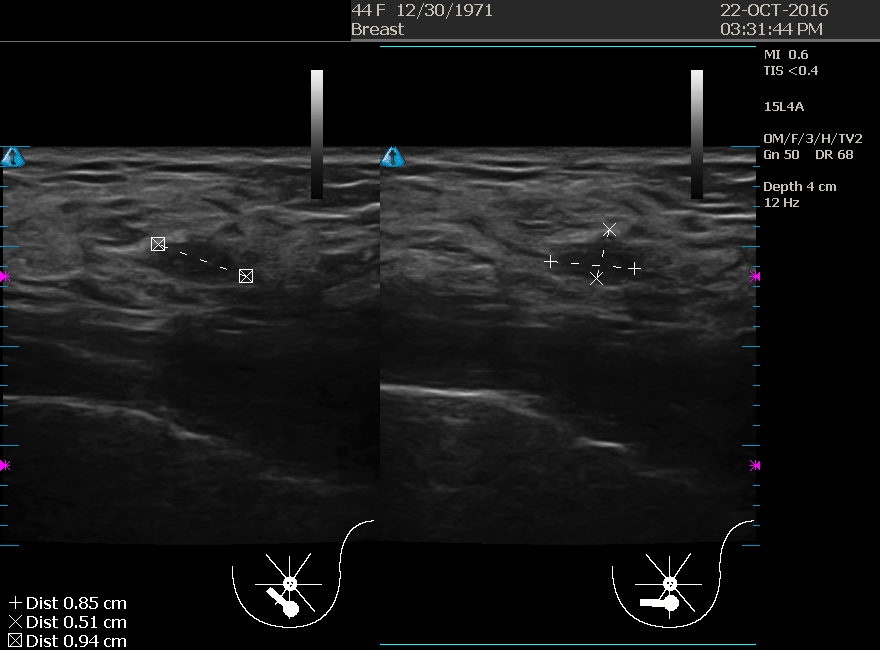 44 F 12/30/1971
Breast
22-OCT-2016
03:31:44 PM
MI 0.6
TIS <0.4
15L4A
OM/F/3/H/TV2
Gn 50 DR 68
Depth 4 cm
12 Hz
Dist 0.85 cm
Dist 0.51 cm
Dist 0.94 cm